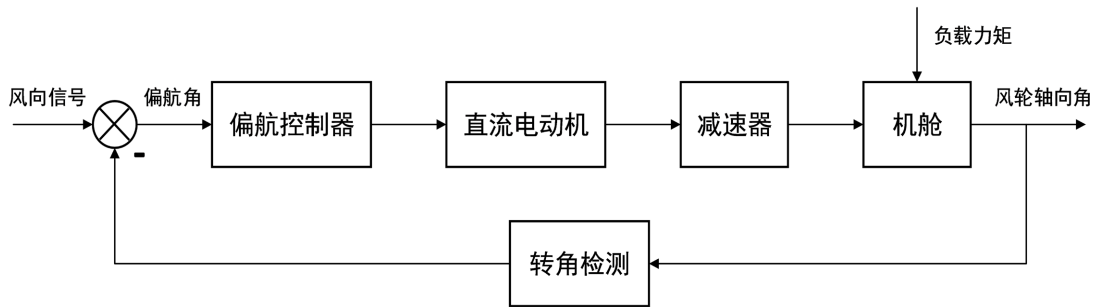 负载力矩
风向信号
偏航角
偏航控制器
直流电动机
减速器
机舱
风轮轴向角
-
转角检测